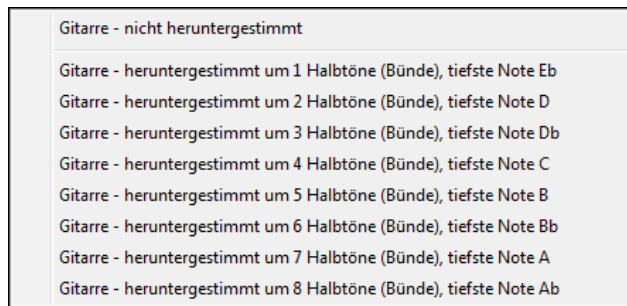 Gitarre - nicht heruntergestimmt
Gitarre - heruntergestimmt um 1 Halbtöne (Bünde), tiefste Note Eb
Gitarre - heruntergestimmt um 2 Halbtöne (Bünde), tiefste Note D
Gitarre - heruntergestimmt um 3 Halbtöne (Bünde), tiefste Note Db
Gitarre - heruntergestimmt um 4 Halbtöne (Bünde), tiefste Note C
Gitarre - heruntergestimmt um 5 Halbtöne (Bünde), tiefste Note B
Gitarre - heruntergestimmt um 6 Halbtöne (Bünde), tiefste Note Bb
Gitarre - heruntergestimmt um 7 Halbtöne (Bünde), tiefste Note A
Gitarre - heruntergestimmt um 8 Halbtöne (Bünde), tiefste Note Ab